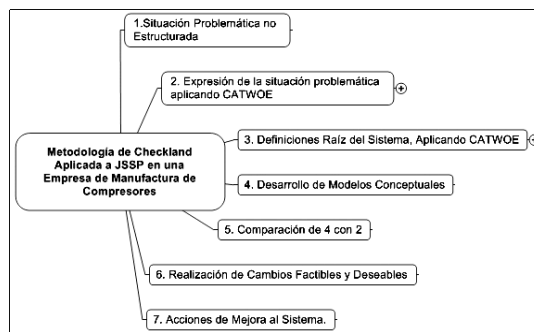 1.Situación Problemática no
Estructurada
2. Expresión de la situación problemática
aplicando CATWOE
Metodología de Checkland
Aplicada a JSSP en una
Empresa de Manufactura de
Compresores
3. Definiciones Raíz del Sistema, Aplicando CATWOE
4. Desarrollo de Modelos Conceptuales
5. Comparación de 4 con 2
6. Realización de Cambios Factibles y Deseables
7. Acciones de Mejora al Sistema.